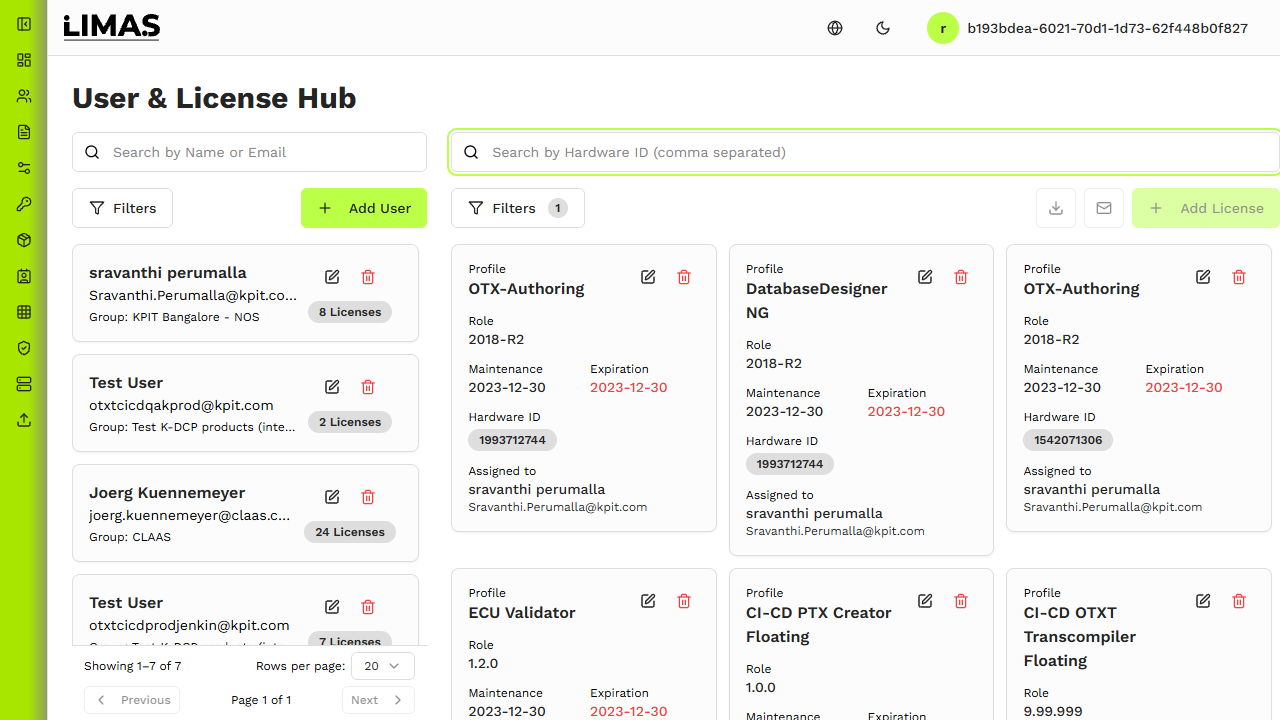 LIMAS
r
b193bdea-6021-70d1-1d73-62f448b0f827
User & License Hub
Search by Name or Email
Search by Hardware ID (comma separated)
Filters
Add User
Filters 1
Add License
sravanthi perumalla
Sravanthi.Perumalla@kpit.co...
Group: KPIT Bangalore - NOS
8 Licenses
Test User
otxtcicdqakprod@kpit.com
Group: Test K-DCP products (inte...
2 Licenses
Joerg Kuennemeyer
joerg.kuennemeyer@claas.c...
Group: CLAAS
24 Licenses
Test User
otxtcicdprodjenkin@kpit.com
7 Licenses
Showing 1–7 of 7
Rows per page: 20
Previous
Page 1 of 1
Next
Profile
OTX-Authoring
Role
2018-R2
Maintenance Expiration
2023-12-30 2023-12-30
Hardware ID
1993712744
Assigned to
sravanthi perumalla
Sravanthi.Perumalla@kpit.com
Profile
DatabaseDesigner
NG
Role
2018-R2
Maintenance Expiration
2023-12-30 2023-12-30
Hardware ID
1993712744
Assigned to
sravanthi perumalla
Sravanthi.Perumalla@kpit.com
Profile
OTX-Authoring
Role
2018-R2
Maintenance Expiration
2023-12-30 2023-12-30
Hardware ID
1542071306
Assigned to
sravanthi perumalla
Sravanthi.Perumalla@kpit.com
Profile
ECU Validator
Role
1.2.0
Maintenance Expiration
2023-12-30 2023-12-30
Profile
CI-CD PTX Creator
Floating
Role
1.0.0
Maintenance Expiration
Profile
CI-CD OTXT
Transcompiler
Floating
Role
9.99.999